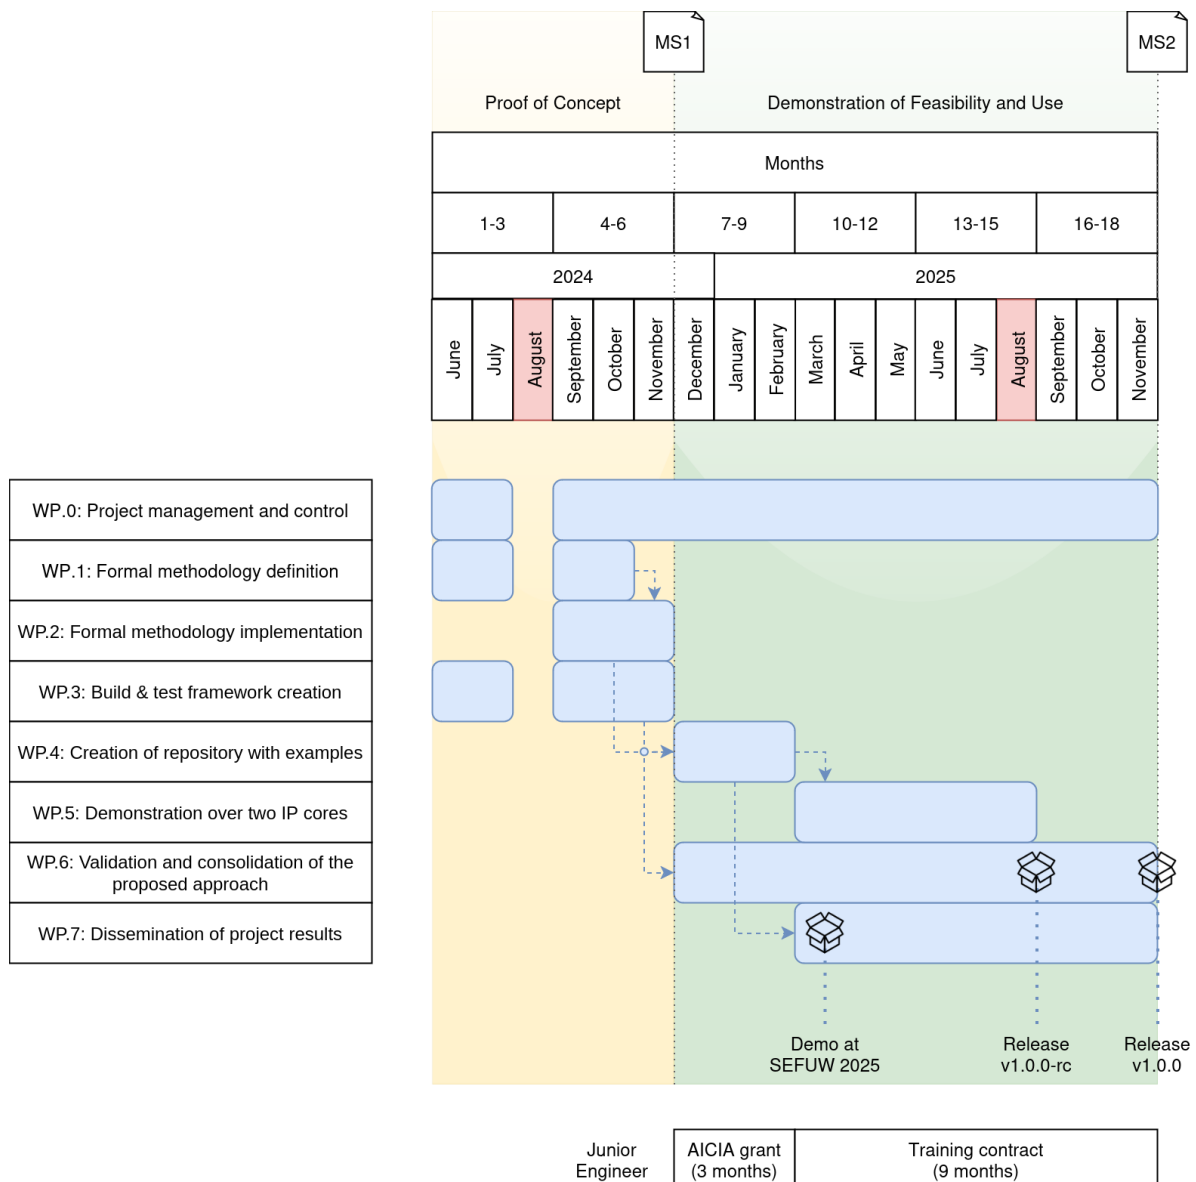 MS1
MS2
Proof of Concept
Demonstration of Feasibility and Use
Months
1-3
4-6
7-9
10-12
13-15
16-18
2024
2025
June
July
August
September
October
November
December
January
February
March
April
May
June
July
August
September
October
November
WP.0: Project management and control
WP.1: Formal methodology definition
WP.2: Formal methodology implementation
WP.3: Build & test framework creation
WP.4: Creation of repository with examples
WP.5: Demonstration over two IP cores
WP.6: Validation and consolidation of the
proposed approach
WP.7: Dissemination of project results
Demo at
SEFUW 2025
Release
v1.0.0-rc
Release
v1.0.0
Junior
Engineer
AICIA grant
(3 months)
Training contract
(9 months)